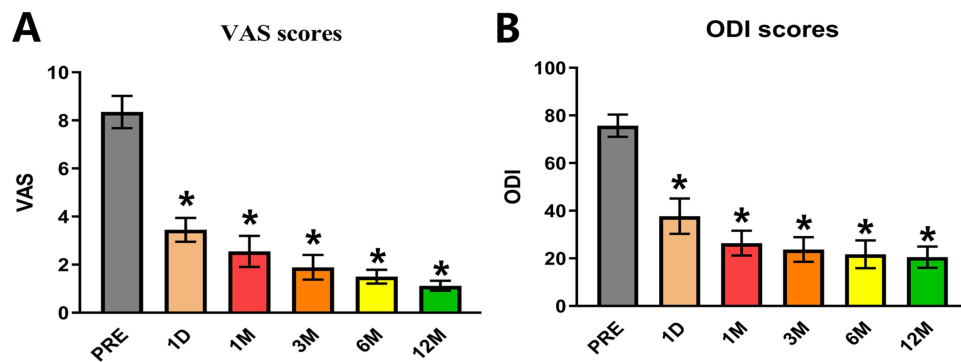 A
VAS scores
VAS
10
8
6
4
2
0
* * * * *
PRE 1D 1M 3M 6M 12M
B
ODI scores
ODI
100
80
60
40
20
0
* * * * *
PRE 1D 1M 3M 6M 12M